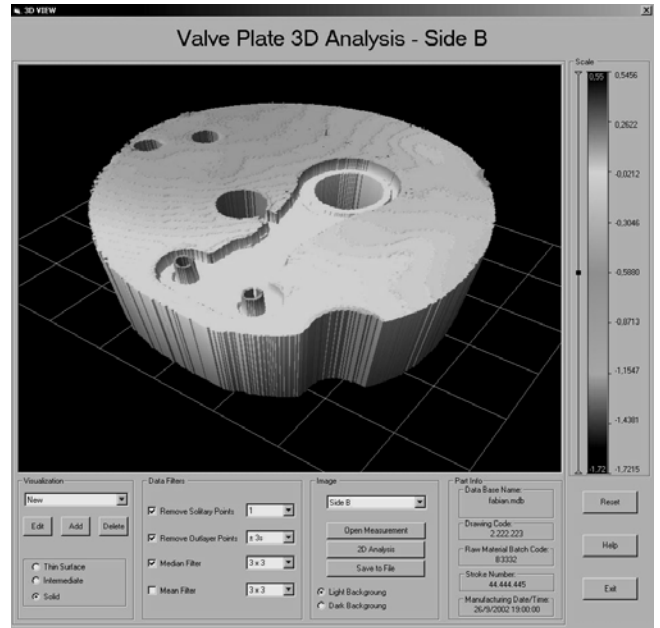 3D VIEW
Valve Plate 3D Analysis - Side B
Scale
0,55
0,5456
0,2622
-0,0212
-0,3046
-0,5880
-0,8713
-1,1547
-1,4381
-1.72
-1,7215
Visualization
New
Edit Add Delete
Thin Surface
Intermediate
Solid
Data Filters
Remove Solitary Points 1
Remove Outlayer Points ± 3s
Median Filter 3 x 3
Mean Filter 3 x 3
Image
Side B
Open Measurement
2D Analysis
Save to File
Light Backgroung
Dark Backgroung
Part Info
Data Base Name:
fabian.mdb
Drawing Code:
2.222.223
Raw Material Batch Code:
B3332
Stroke Number:
44.444.445
Manufacturing Date/Time:
26/9/2002 19:00:00
Reset
Help
Exit